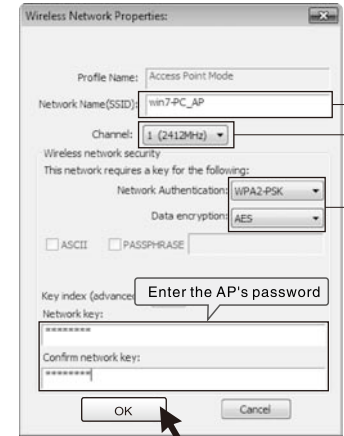 Wireless Network Properties:
Profile Name: Access Point Mode
Network Name(SSID): win7-PC_AP
Channel: 1 (2412MHz)
Wireless network security
This network requires a key for the following:
Network Authentication: WPA2-PSK
Data encryption: AES
ASCII PASSPHRASE
Key index (advanced
Enter the AP's password
Network key:
********
Confirm network key:
********
OK Cancel